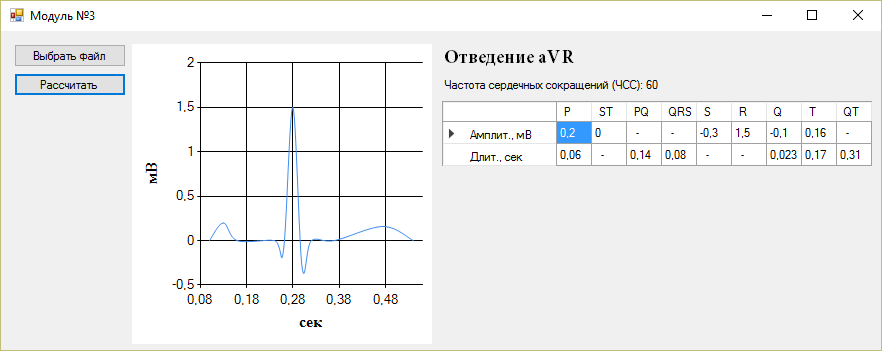 Модуль №3
Выбрать файл
Рассчитать
2
1,5
1
0,5
0
-0,5
мВ
0,08 0,18 0,28 0,38 0,48
сек
Отведение aVR
Частота сердечных сокращений (ЧСС): 60
P ST PQ QRS S R Q T QT
Амплит., мВ 0,2 0 - - -0,3 1,5 -0,1 0,16 -
Длит., сек 0,06 - 0,14 0,08 - - 0,023 0,17 0,31